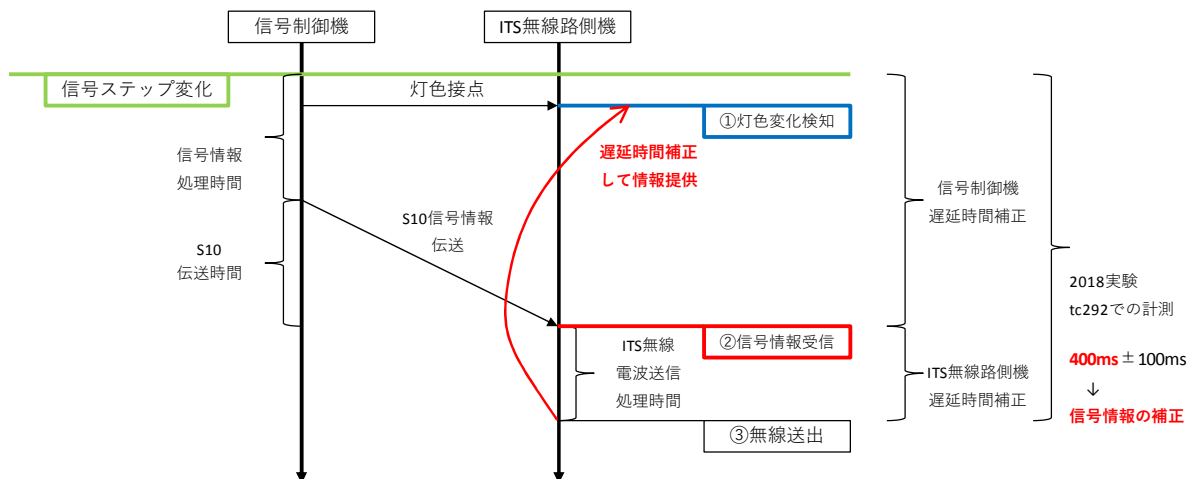 信号制御機
ITS無線路側機
信号ステップ変化
灯色接点
①灯色変化検知
遅延時間補正
して情報提供
信号情報
処理時間
信号制御機
遅延時間補正
S10信号情報
伝送
S10
伝送時間
2018実験
tc292での計測
②信号情報受信
ITS無線
電波送信
処理時間
400ms±100ms
ITS無線路側機
遅延時間補正
↓
信号情報の補正
③無線送出